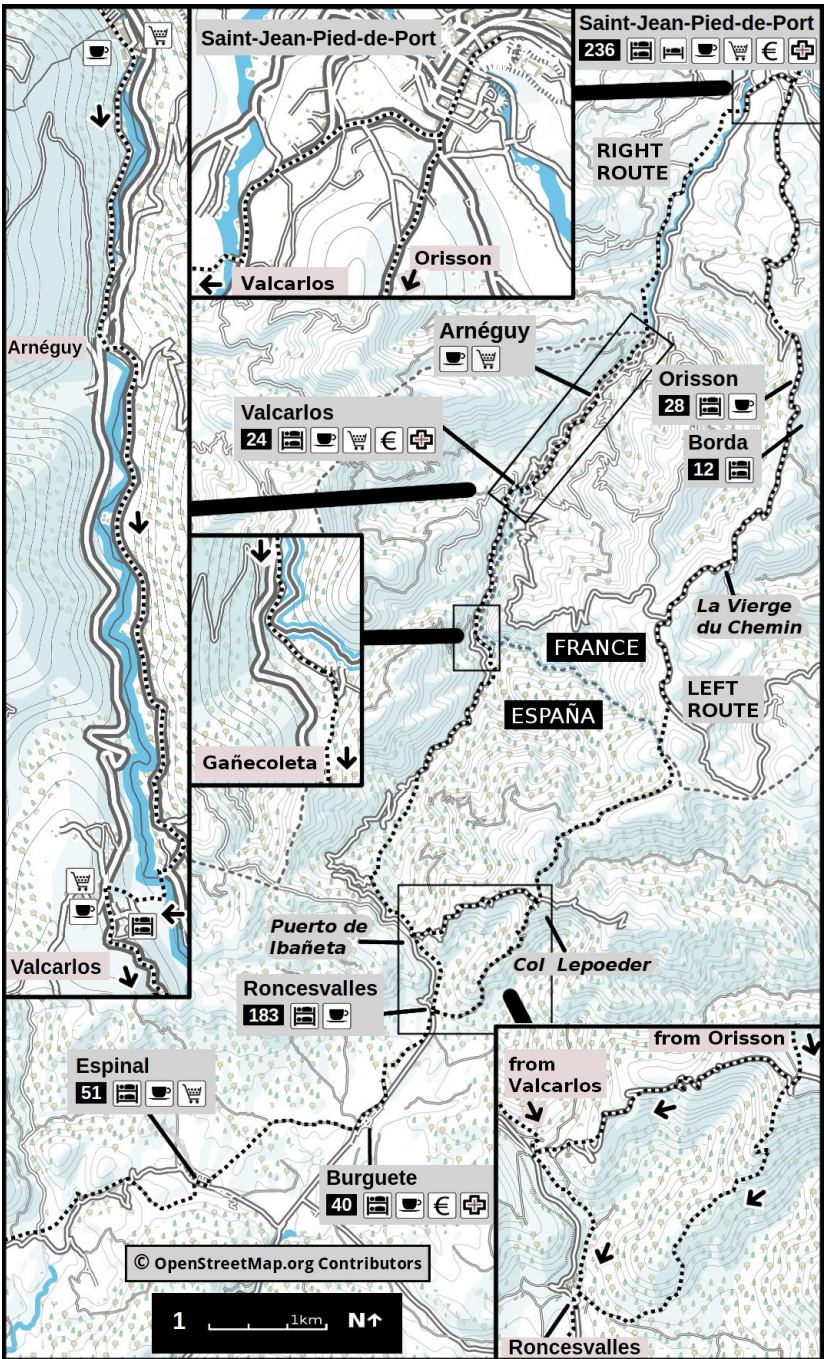 Saint-Jean-Pied-de-Port
Saint-Jean-Pied-de-Port
236
€
RIGHT
ROUTE
Orisson
Valcarlos
Arnéguy
Arnéguy
Orisson
28
Valcarlos
24
€
Borda
12
La Vierge
du Chemin
FRANCE
LEFT
ROUTE
ESPAÑA
Gañecoleta
Puerto de
Ibañeta
Valcarlos
Col Lepoeder
Roncesvalles
183
from Orisson
from
Valcarlos
Espinal
51
Burguete
40
€
© OpenStreetMap.org Contributors
1
1km
N↑
Roncesvalles